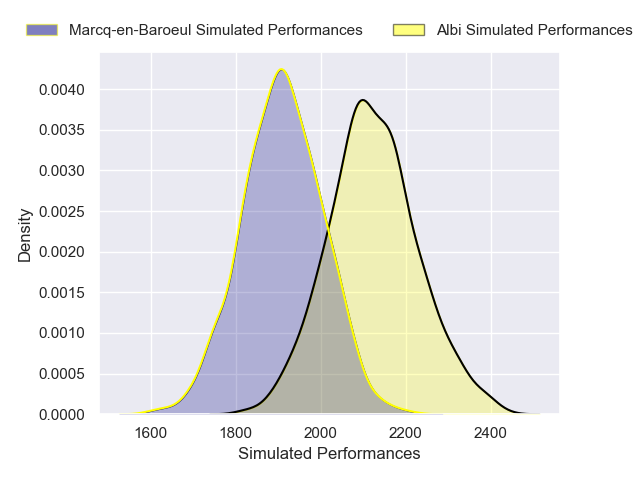 Marcq-en-Baroeul Simulated Performances
Albi Simulated Performances
0.0040
0.0035
0.0030
0.0025
0.0020
0.0015
0.0010
0.0005
0.0000
Density
1600 1800 2000 2200 2400
Simulated Performances